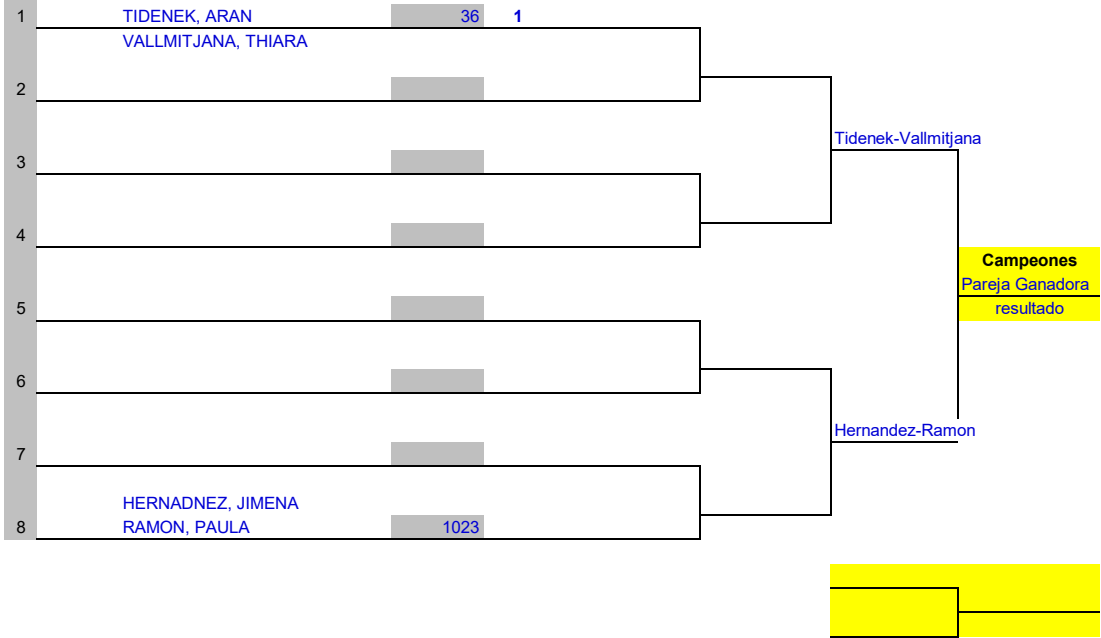 1 TIDENEK, ARAN 36 1
VALLMITJANA, THIARA
2
Tidenek-Vallmitjana
3
4
Campeones
Pareja Ganadora
5 resultado
6
Hernandez-Ramon
7
HERNADNEZ, JIMENA
8 RAMON, PAULA 1023